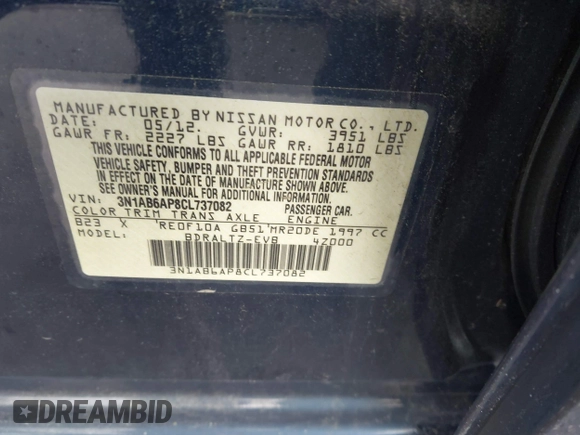 MANUFACTURED BY NISSAN MOTOR CO., LTD.
DATE: 05/12. GVWR: 3951 LBS
GAWR FR: 2227 LBS GAWR RR: 1810 LBS
THIS VEHICLE CONFORMS TO ALL APPLICABLE FEDERAL MOTOR
VEHICLE SAFETY, BUMPER AND THEFT PREVENTION STANDARDS
IN EFFECT ON THE DATE OF MANUFACTURE SHOWN ABOVE.
SEE OWNER'S MANUAL FOR ADDITIONAL INFORMATION.
VIN: 3N1AB6AP8CL737082 PASSENGER CAR.
COLOR TRIM TRANS AXLE ENGINE
B23 X 'RE0F10A GB51'MR20DE 1997 CC
MODEL: BDRALTZ-EVB 4Z000
3N1AB6AP8CL737082
DREAMBID